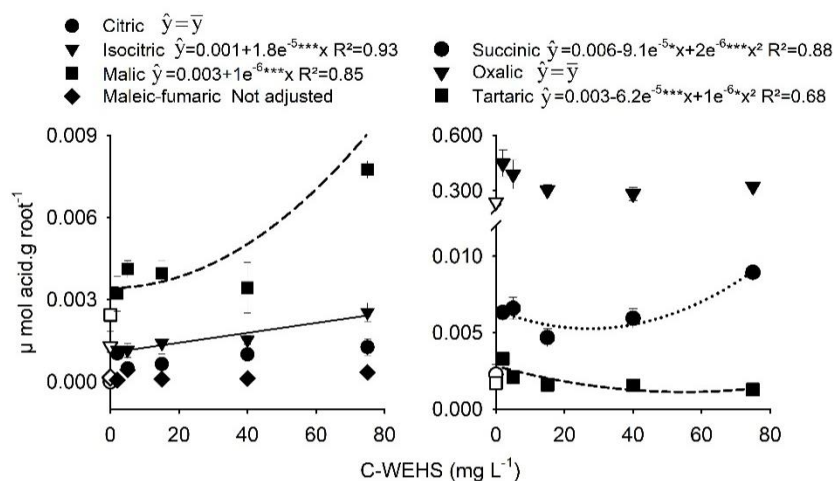 Citric ŷ=ȳ
Isocitric ŷ=0.001+1.8e⁻⁵***x R²=0.93
Malic ŷ=0.003+1e⁻⁶***x R²=0.85
Maleic-fumaric Not adjusted
Succinic ŷ=0.006-9.1e⁻⁵*x+2e⁻⁶***x² R²=0.88
Oxalic ŷ=ȳ
Tartaric ŷ=0.003-6.2e⁻⁵***x+1e⁻⁶*x² R²=0.68
μ mol acid.g root⁻¹
0.009
0.006
0.003
0.000
0 20 40 60 80
0.600
0.300
0.010
0.005
0.000
0 20 40 60 80
C-WEHS (mg L⁻¹)